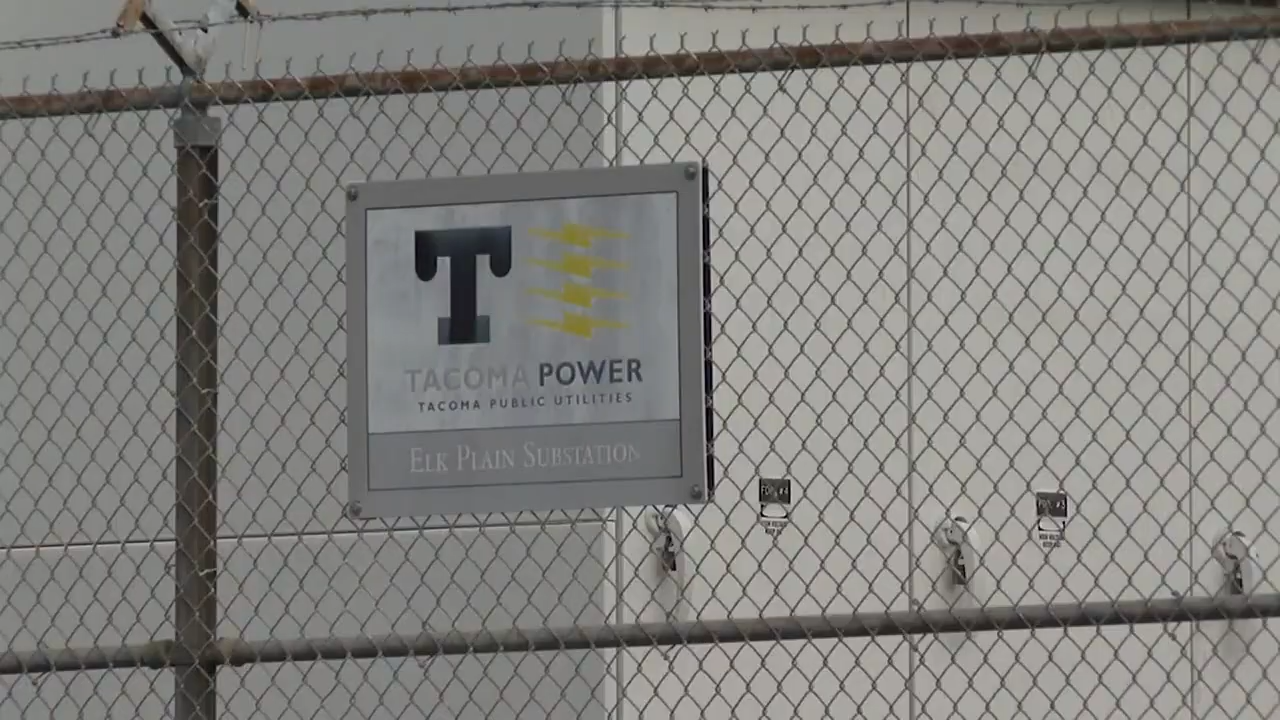 T
TACOMA POWER
TACOMA PUBLIC UTILITIES
ELK PLAIN SUBSTATION